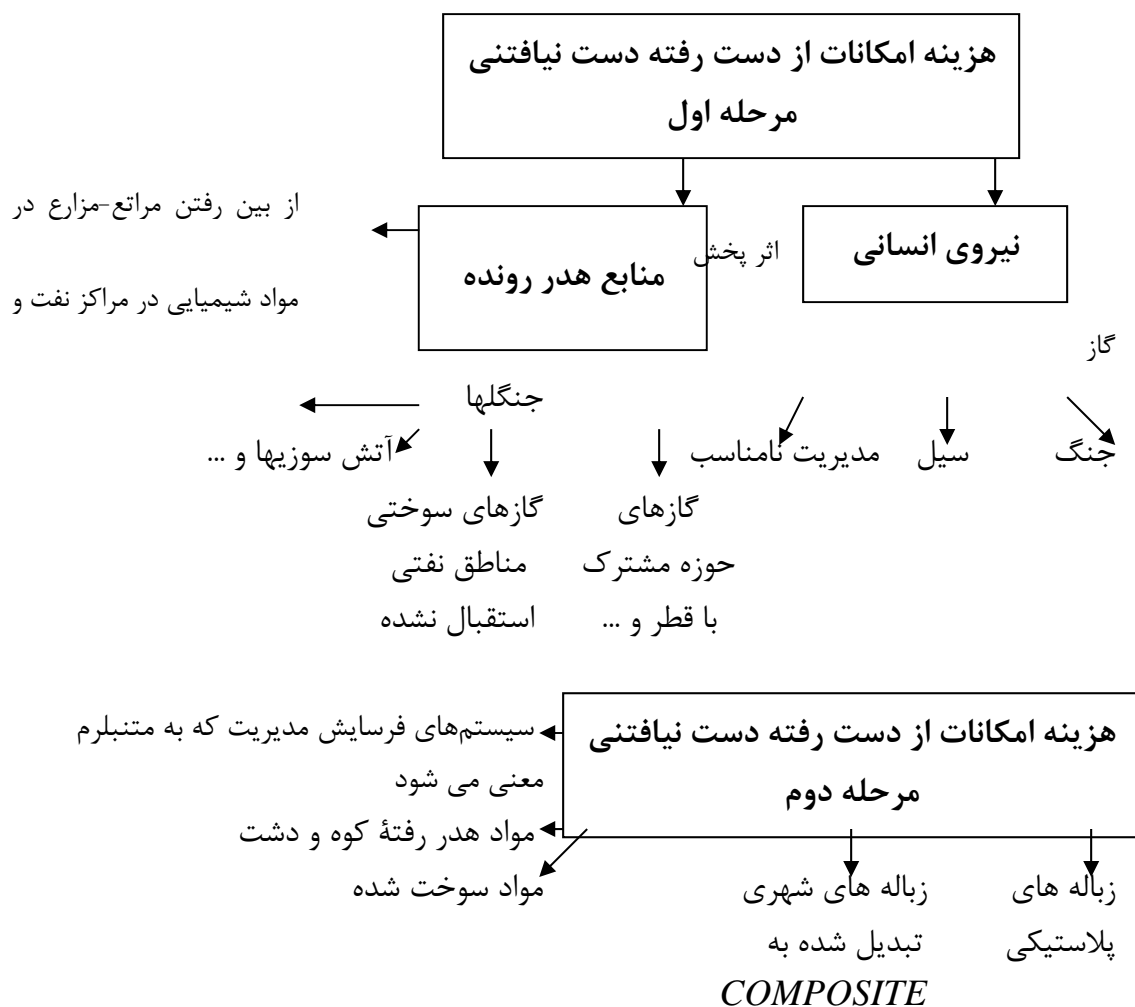 هزینه امکانات از دست رفته دست نیافتنی
مرحله اول
نیروی انسانی
منابع هدر رونده
از بین رفتن مراتع-مزارع در
اثر پخش
مواد شیمیایی در مراکز نفت و
گاز
جنگلها
جنگ
سیل
مدیریت نامناسب
آتش سوزیها و ...
گازهای
حوزه مشترک
با قطر و ...
گازهای سوختی
مناطق نفتی
استقبال نشده
هزینه امکانات از دست رفته دست نیافتنی
مرحله دوم
سیستم‌های فرسایش مدیریت که به متنبلرم
معنی می شود
مواد هدر رفتۀ کوه و دشت
مواد سوخت شده
زباله های
پلاستیکی
زباله های شهری
تبدیل شده به
COMPOSITE